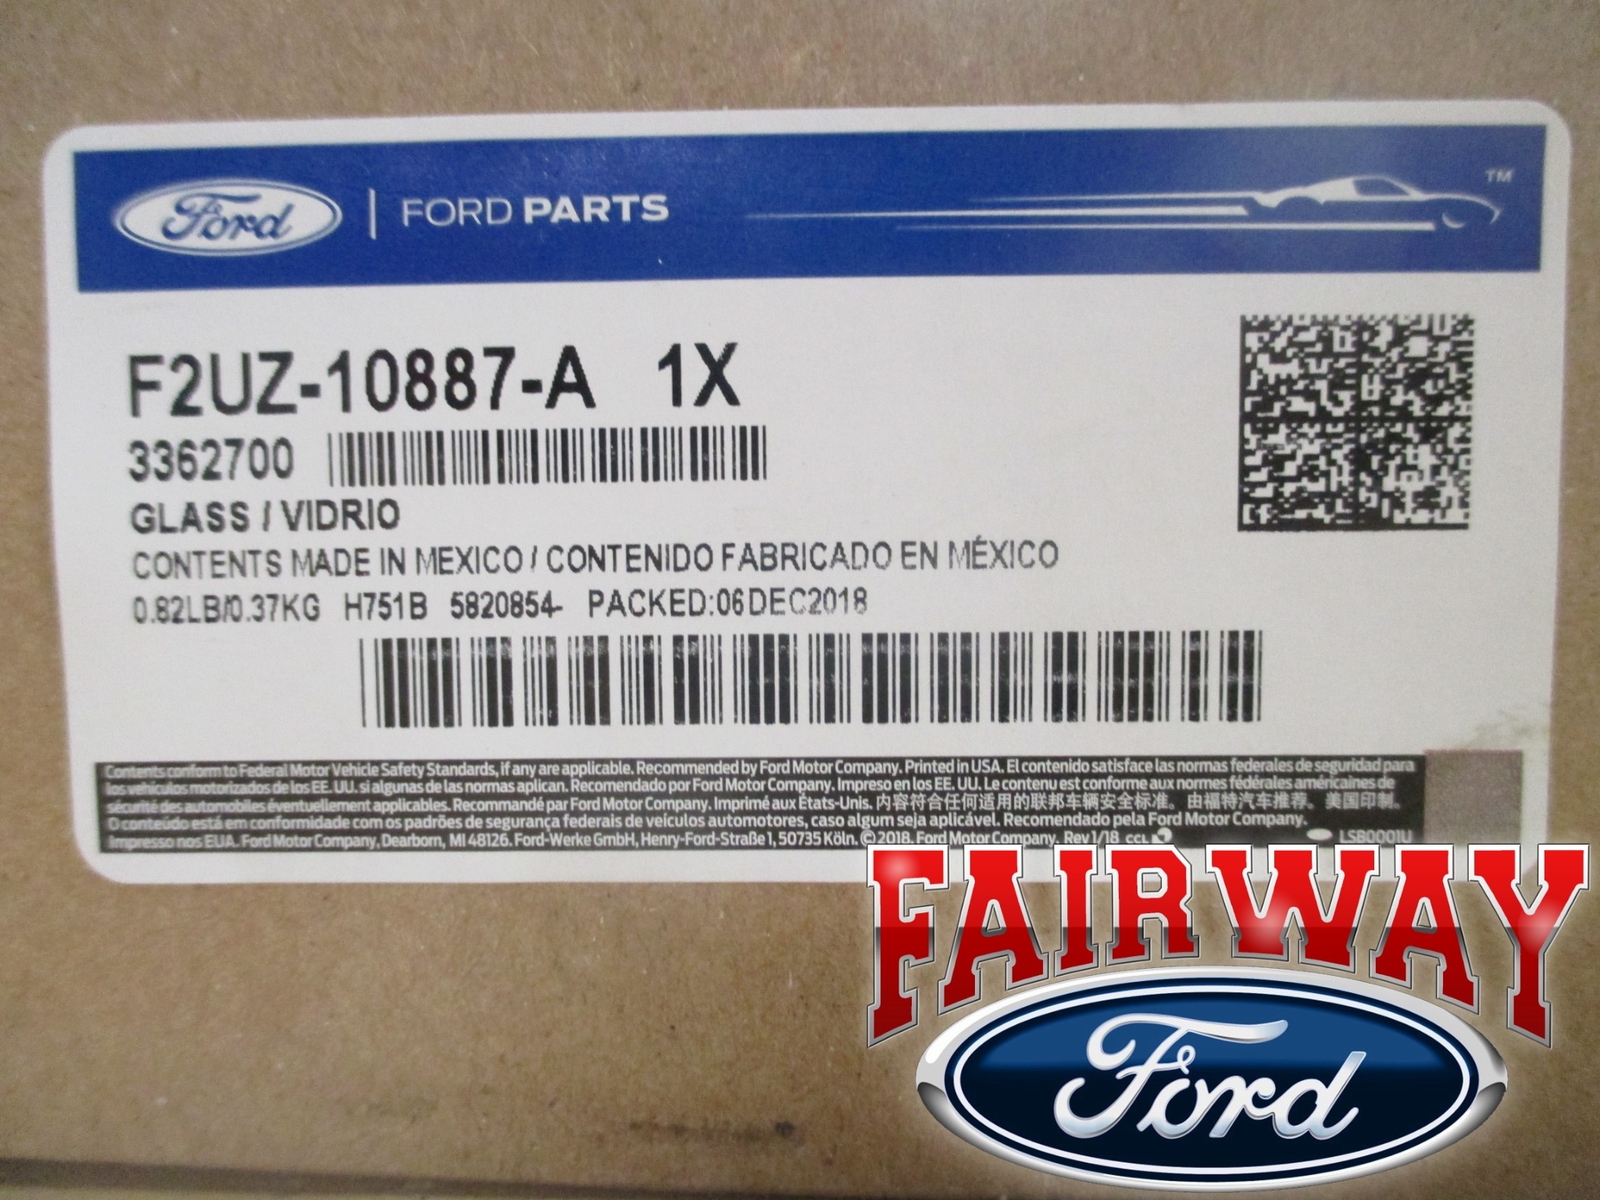 Ford | FORD PARTS TM
F2UZ-10887-A 1X
3362700
GLASS / VIDRIO
CONTENTS MADE IN MEXICO / CONTENIDO FABRICADO EN MÉXICO
0.82LB/0.37KG H751B 5820854- PACKED:06DEC2018
Contents conform to Federal Motor Vehicle Safety Standards, if any are applicable. Recommended by Ford Motor Company. Printed in USA. El contenido satisface las normas federales de seguridad para
los vehículos motorizados de los EE. UU. si algunas de las normas aplican. Recomendado por Ford Motor Company. Impreso en los EE. UU. Le contenu est conforme aux normes fédérales américaines de
sécurité des automobiles éventuellement applicables. Recommandé par Ford Motor Company. Imprimé aux États-Unis. 内容符合任何适用的联邦车辆安全标准。由福特汽车推荐。美国印制。
O conteúdo está em conformidade com os padrões de segurança federais de veículos automotores, caso algum seja aplicável. Recomendado pela Ford Motor Company.
Impresso nos EUA. Ford Motor Company, Dearborn, MI 48126. Ford-Werke GmbH, Henry-Ford-Straße 1, 50735 Köln. © 2018. Ford Motor Company. Rev 1/18 CCL LSB0001U
FAIRWAY
Ford